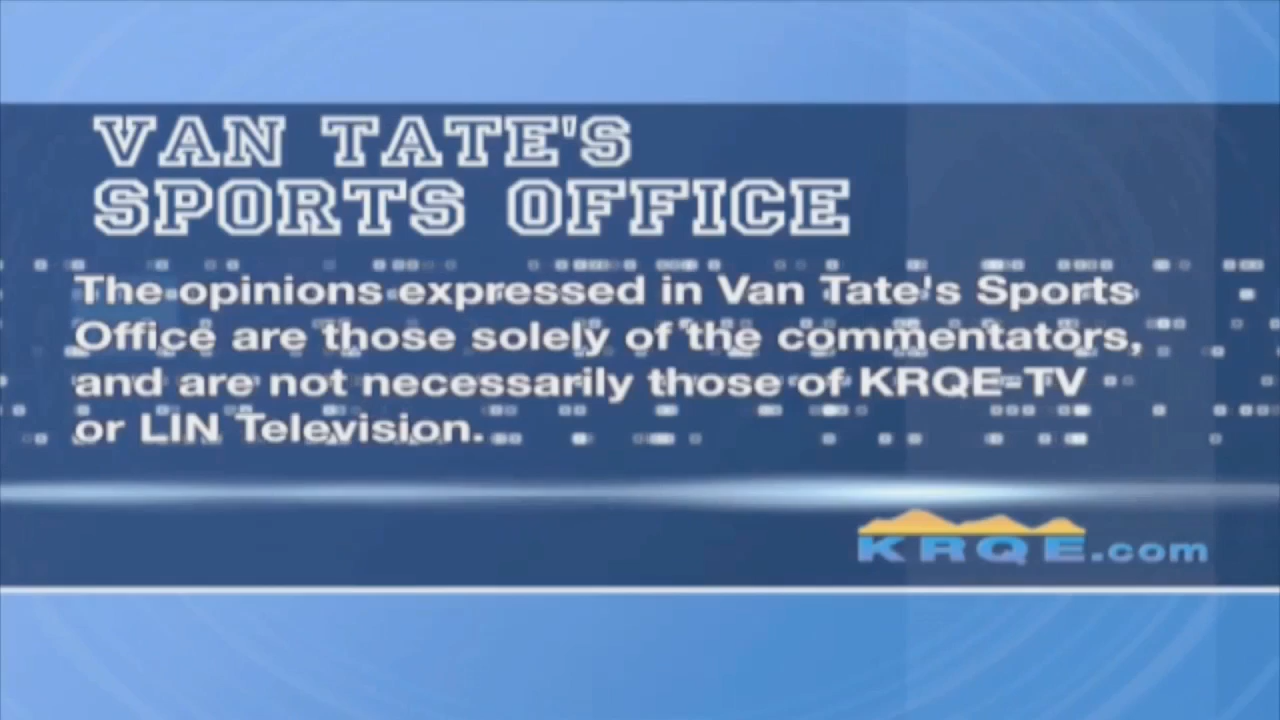 VAN TATE'S
SPORTS OFFICE
The opinions expressed in Van Tate's Sports
Office are those solely of the commentators,
and are not necessarily those of KRQE-TV
or LIN Television.
KRQE.com